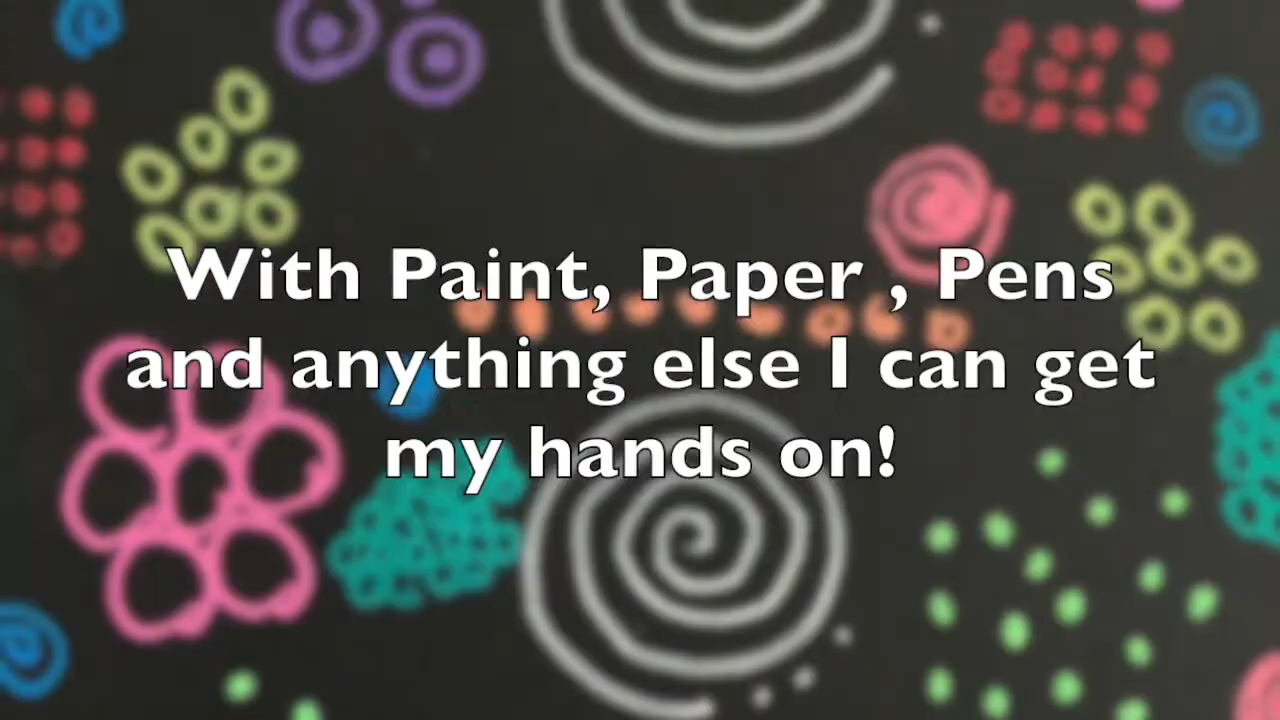 With Paint, Paper , Pens
and anything else I can get
my hands on!